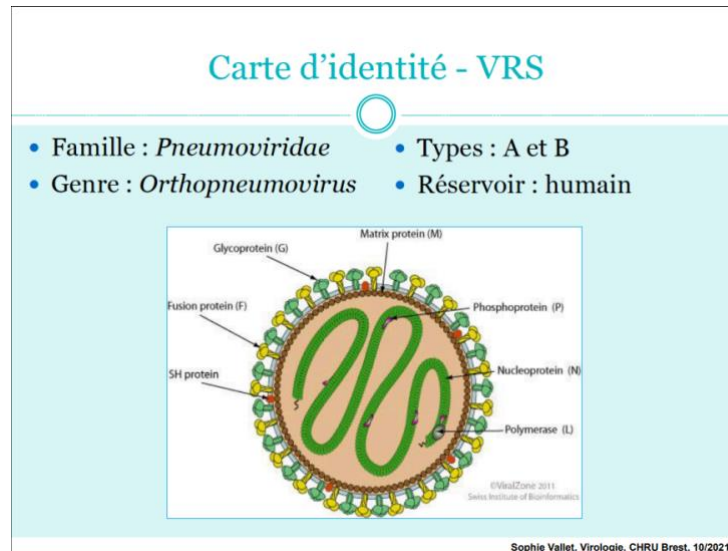 Carte d'identité - VRS
• Famille : Pneumoviridae
• Genre : Orthopneumovirus
• Types : A et B
• Réservoir : humain
Matrix protein (M)
Glycoprotein (G)
Fusion protein (F)
Phosphoprotein (P)
SH protein
Nucleoprotein (N)
Polymerase (L)
©ViralZone 2011
Swiss Institute of Bioinformatics
Sophie Vallet, Virologie, CHRU Brest, 10/2021